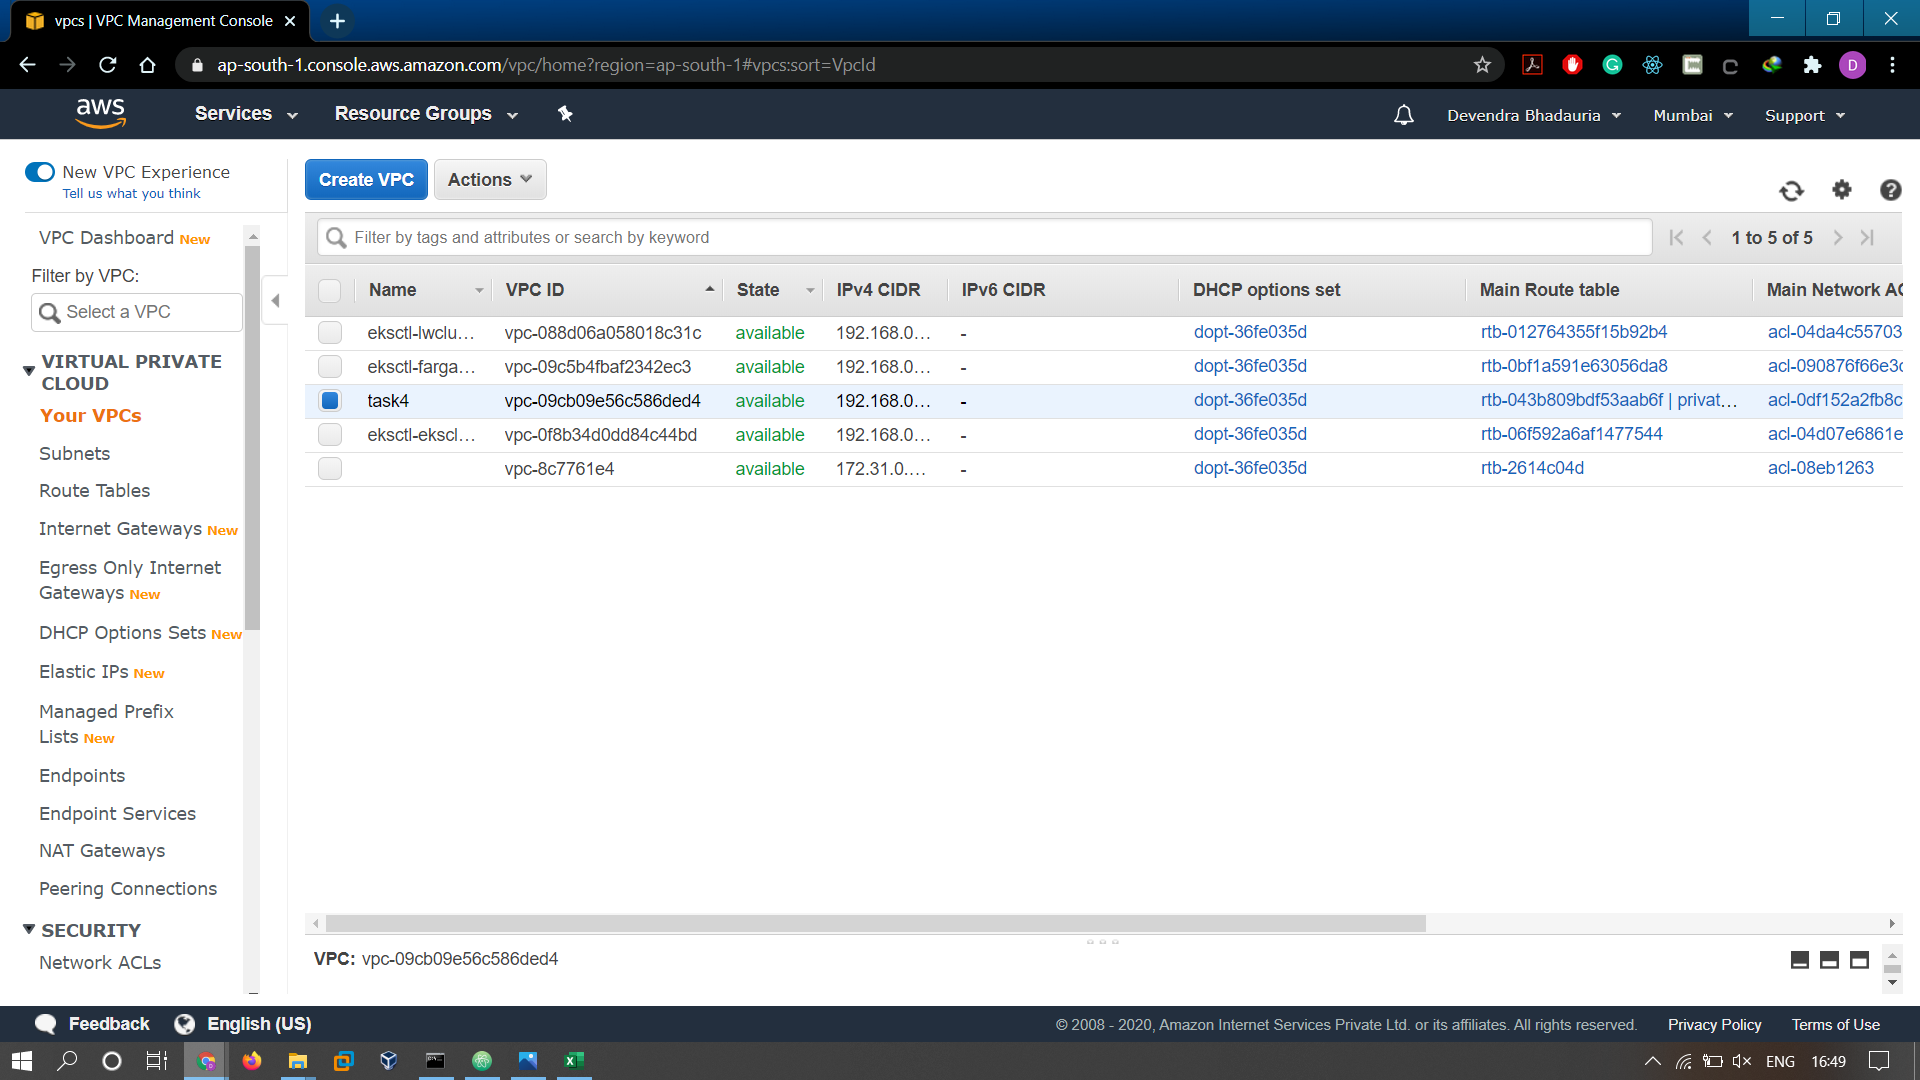 vpcs | VPC Management Console
ap-south-1.console.aws.amazon.com/vpc/home?region=ap-south-1#vpcs:sort=VpcId
D
aws
Services
Resource Groups
Devendra Bhadauria
Mumbai
Support
New VPC Experience
Tell us what you think
Create VPC
Actions
VPC Dashboard New
Filter by VPC:
Select a VPC
VIRTUAL PRIVATE
CLOUD
Your VPCs
Subnets
Route Tables
Internet Gateways New
Egress Only Internet
Gateways New
DHCP Options Sets New
Elastic IPs New
Managed Prefix
Lists New
Endpoints
Endpoint Services
NAT Gateways
Peering Connections
SECURITY
Network ACLs
Filter by tags and attributes or search by keyword
1 to 5 of 5
Name VPC ID State IPv4 CIDR IPv6 CIDR DHCP options set Main Route table Main Network AC
eksctl-lwclu... vpc-088d06a058018c31c available 192.168.0... - dopt-36fe035d rtb-012764355f15b92b4 acl-04da4c55703
eksctl-farga... vpc-09c5b4fbaf2342ec3 available 192.168.0... - dopt-36fe035d rtb-0bf1a591e63056da8 acl-090876f66e3c
task4 vpc-09cb09e56c586ded4 available 192.168.0... - dopt-36fe035d rtb-043b809bdf53aab6f | privat... acl-0df152a2fb8c
eksctl-ekscl... vpc-0f8b34d0dd84c44bd available 192.168.0... - dopt-36fe035d rtb-06f592a6af1477544 acl-04d07e6861e
vpc-8c7761e4 available 172.31.0.... - dopt-36fe035d rtb-2614c04d acl-08eb1263
VPC: vpc-09cb09e56c586ded4
Feedback
English (US)
© 2008 - 2020, Amazon Internet Services Private Ltd. or its affiliates. All rights reserved.
Privacy Policy
Terms of Use
ENG
16:49